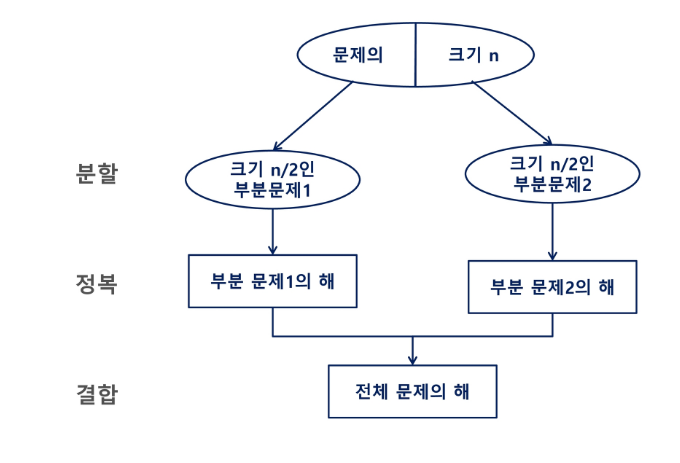 문제의 크기 n
분할
크기 n/2인
부분문제1
크기 n/2인
부분문제2
정복
부분 문제1의 해
부분 문제2의 해
결합
전체 문제의 해